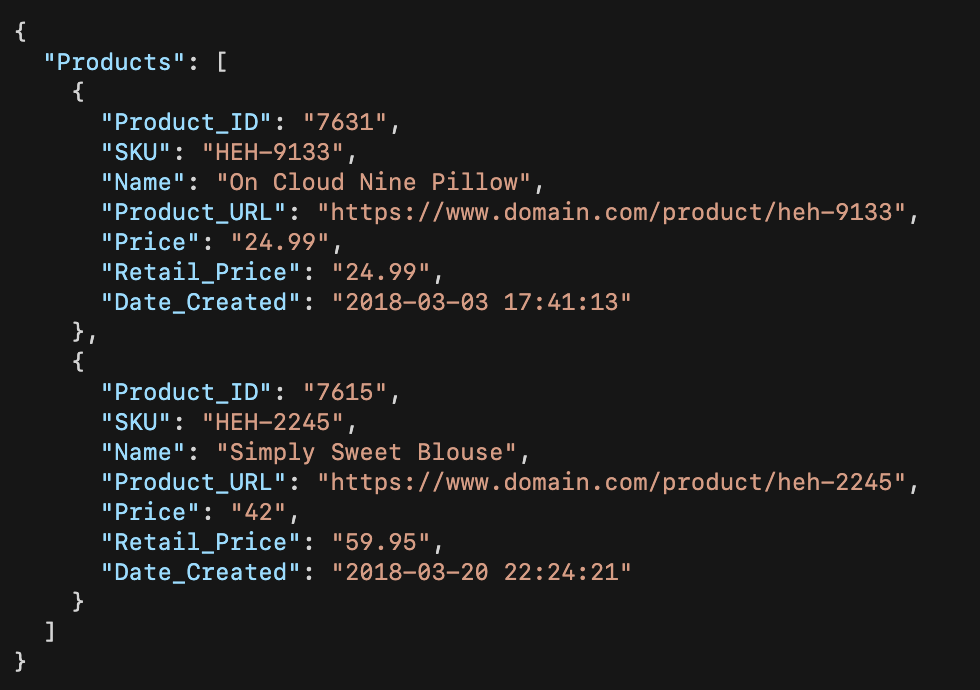 {
  "Products": [
    {
      "Product_ID": "7631",
      "SKU": "HEH-9133",
      "Name": "On Cloud Nine Pillow",
      "Product_URL": "https://www.domain.com/product/heh-9133",
      "Price": "24.99",
      "Retail_Price": "24.99",
      "Date_Created": "2018-03-03 17:41:13"
    },
    {
      "Product_ID": "7615",
      "SKU": "HEH-2245",
      "Name": "Simply Sweet Blouse",
      "Product_URL": "https://www.domain.com/product/heh-2245",
      "Price": "42",
      "Retail_Price": "59.95",
      "Date_Created": "2018-03-20 22:24:21"
    }
  ]
}